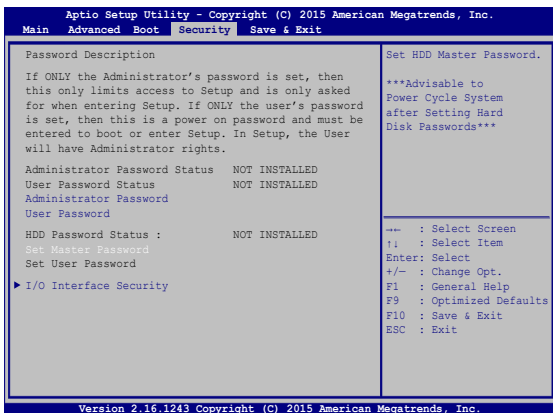 Aptio Setup Utility - Copyright (C) 2015 American Megatrends, Inc.
Main Advanced Boot Security Save & Exit
Password Description
If ONLY the Administrator's password is set, then
this only limits access to Setup and is only asked
for when entering Setup. If ONLY the user's password
is set, then this is a power on password and must be
entered to boot or enter Setup. In Setup, the User
will have Administrator rights.
Administrator Password Status NOT INSTALLED
User Password Status NOT INSTALLED
Administrator Password
User Password
HDD Password Status : NOT INSTALLED
Set Master Password
Set User Password
I/O Interface Security
Set HDD Master Password.
***Advisable to
Power Cycle System
after Setting Hard
Disk Passwords***
→← : Select Screen
↑↓ : Select Item
Enter: Select
+/— : Change Opt.
F1 : General Help
F9 : Optimized Defaults
F10 : Save & Exit
ESC : Exit
Version 2.16.1243 Copyright (C) 2015 American Megatrends, Inc.